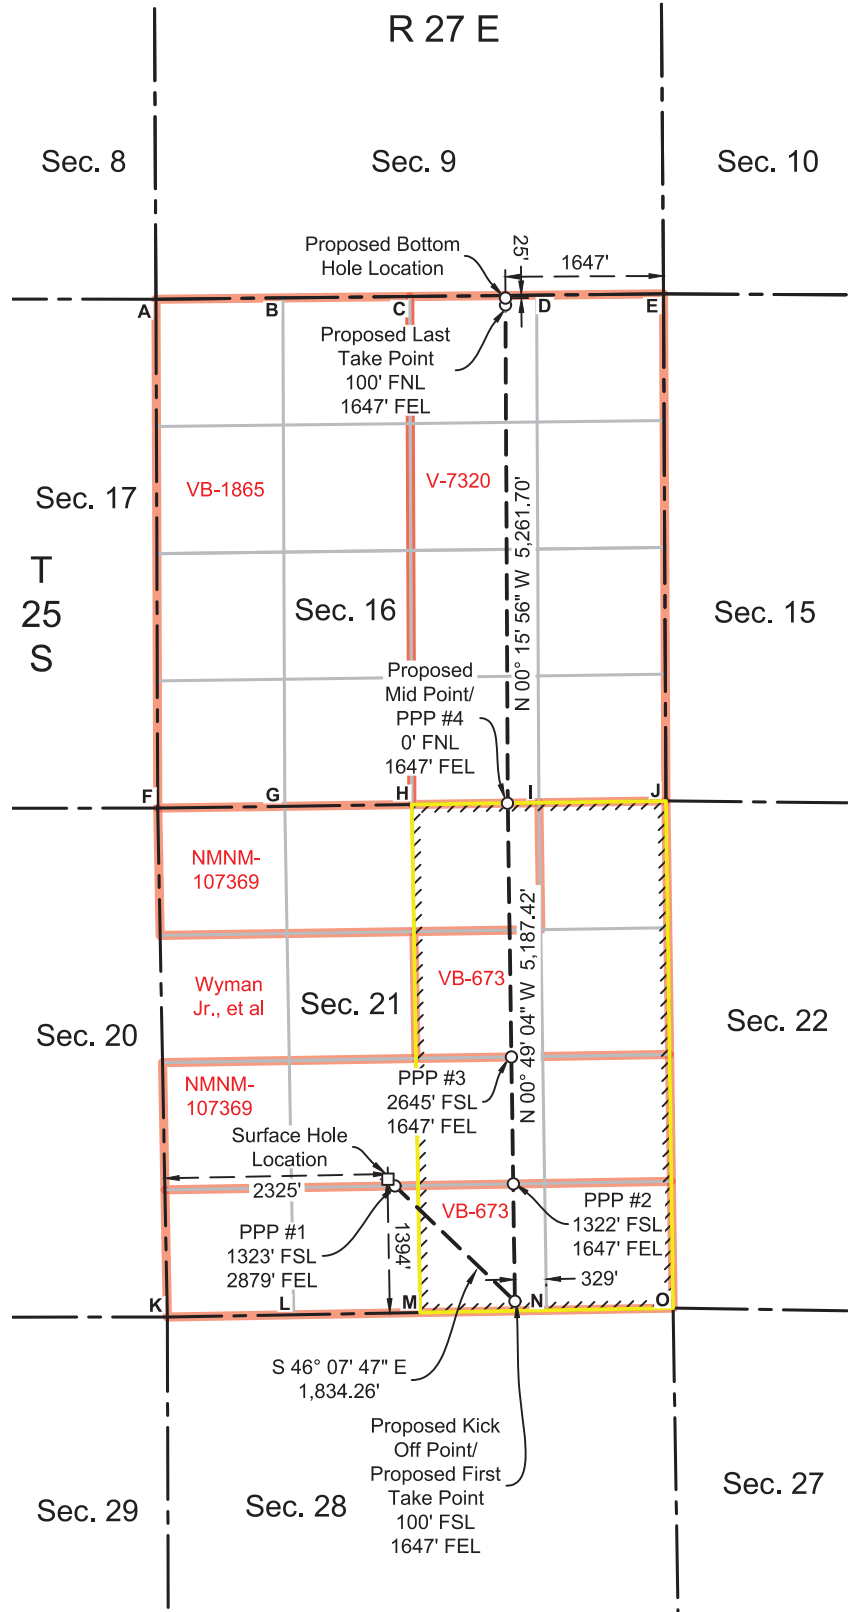 R 27 E
Sec. 8
Sec. 9
Sec. 10
Proposed Bottom
Hole Location
25'
1647'
A
B
C
D
E
Proposed Last
Take Point
100' FNL
1647' FEL
Sec. 17
VB-1865
V-7320
N 00° 15' 56" W 5,261.70'
T
25
S
Sec. 16
Sec. 15
Proposed
Mid Point/
PPP #4
0' FNL
1647' FEL
F
G
H
I
J
NMNM-
107369
Wyman
Jr., et al
Sec. 21
VB-673
N 00° 49' 04" W 5,187.42'
Sec. 20
Sec. 22
NMNM-
107369
PPP #3
2645' FSL
1647' FEL
Surface Hole
Location
2325'
PPP #1
1323' FSL
2879' FEL
1394'
VB-673
PPP #2
1322' FSL
1647' FEL
329'
K
L
M
N
O
S 46° 07' 47" E
1,834.26'
Proposed Kick
Off Point/
Proposed First
Take Point
100' FSL
1647' FEL
Sec. 29
Sec. 28
Sec. 27